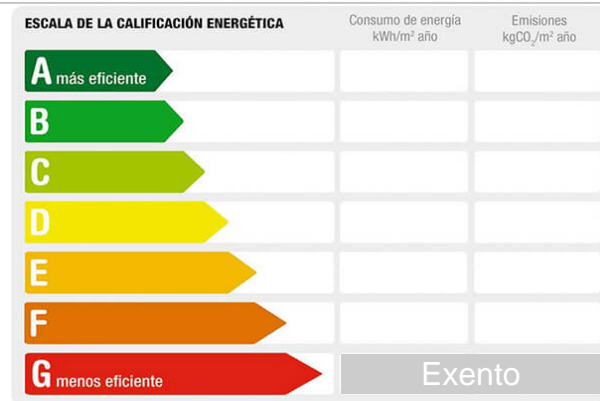 ESCALA DE LA CALIFICACIÓN ENERGÉTICA
Consumo de energía
kWh/m² año
Emisiones
kgCO₂/m² año
A más eficiente
B
C
D
E
F
G menos eficiente
Exento